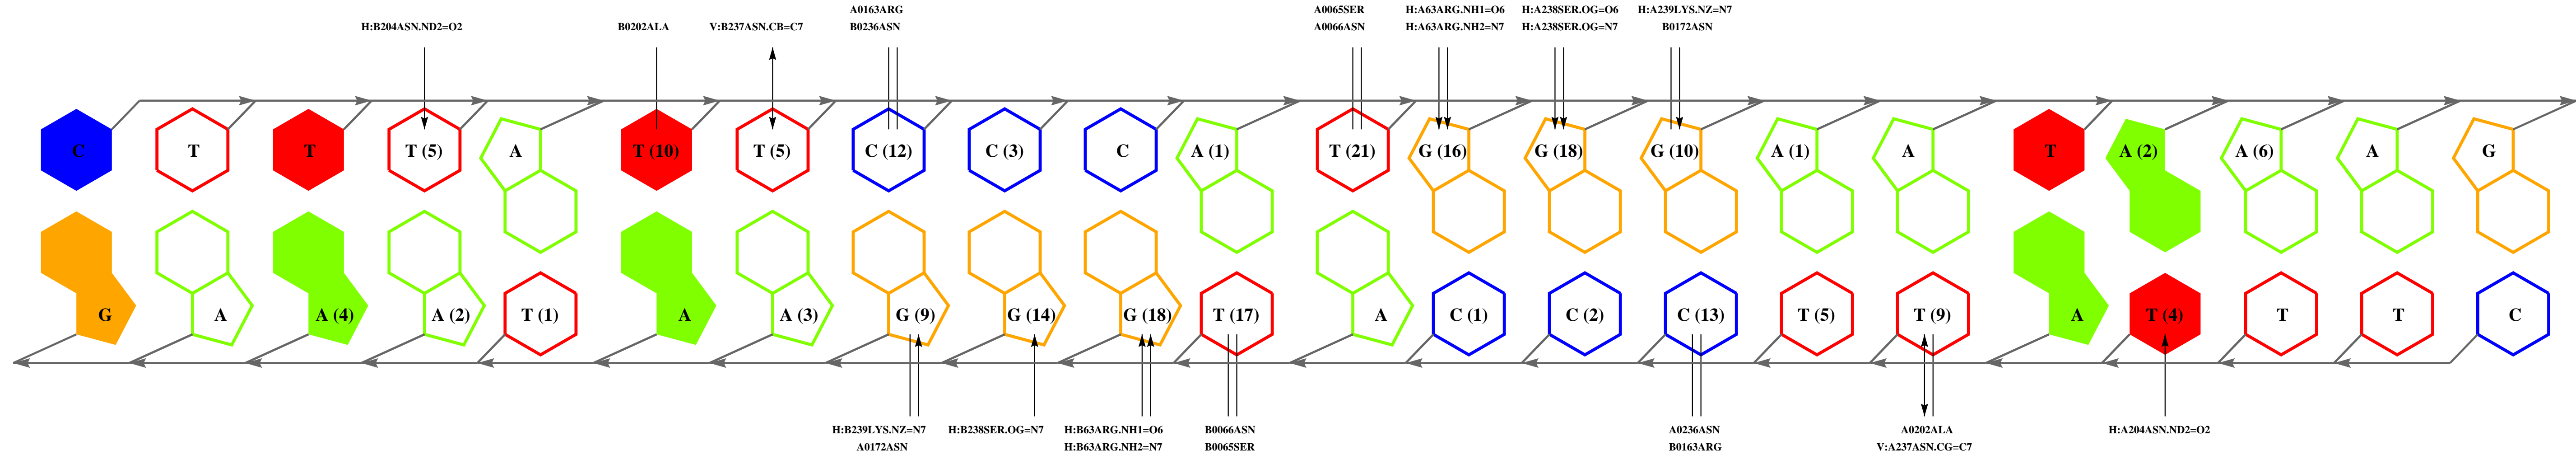 A0163ARG A0065SER H:A63ARG.NH1=O6 H:A238SER.OG=O6 H:A239LYS.NZ=N7
H:B204ASN.ND2=O2 B0202ALA V:B237ASN.CB=C7 B0236ASN A0066ASN H:A63ARG.NH2=N7 H:A238SER.OG=N7 B0172ASN
C T T T (5) A T (10) T (5) C (12) C (3) C A (1) T (21) G (16) G (18) G (10) A (1) A T A (2) A (6) A G
G A A (4) A (2) T (1) A A (3) G (9) G (14) G (18) T (17) A C (1) C (2) C (13) T (5) T (9) A T (4) T T C
H:B239LYS.NZ=N7 H:B238SER.OG=N7 H:B63ARG.NH1=O6 B0066ASN A0236ASN A0202ALA H:A204ASN.ND2=O2
A0172ASN H:B63ARG.NH2=N7 B0065SER B0163ARG V:A237ASN.CG=C7